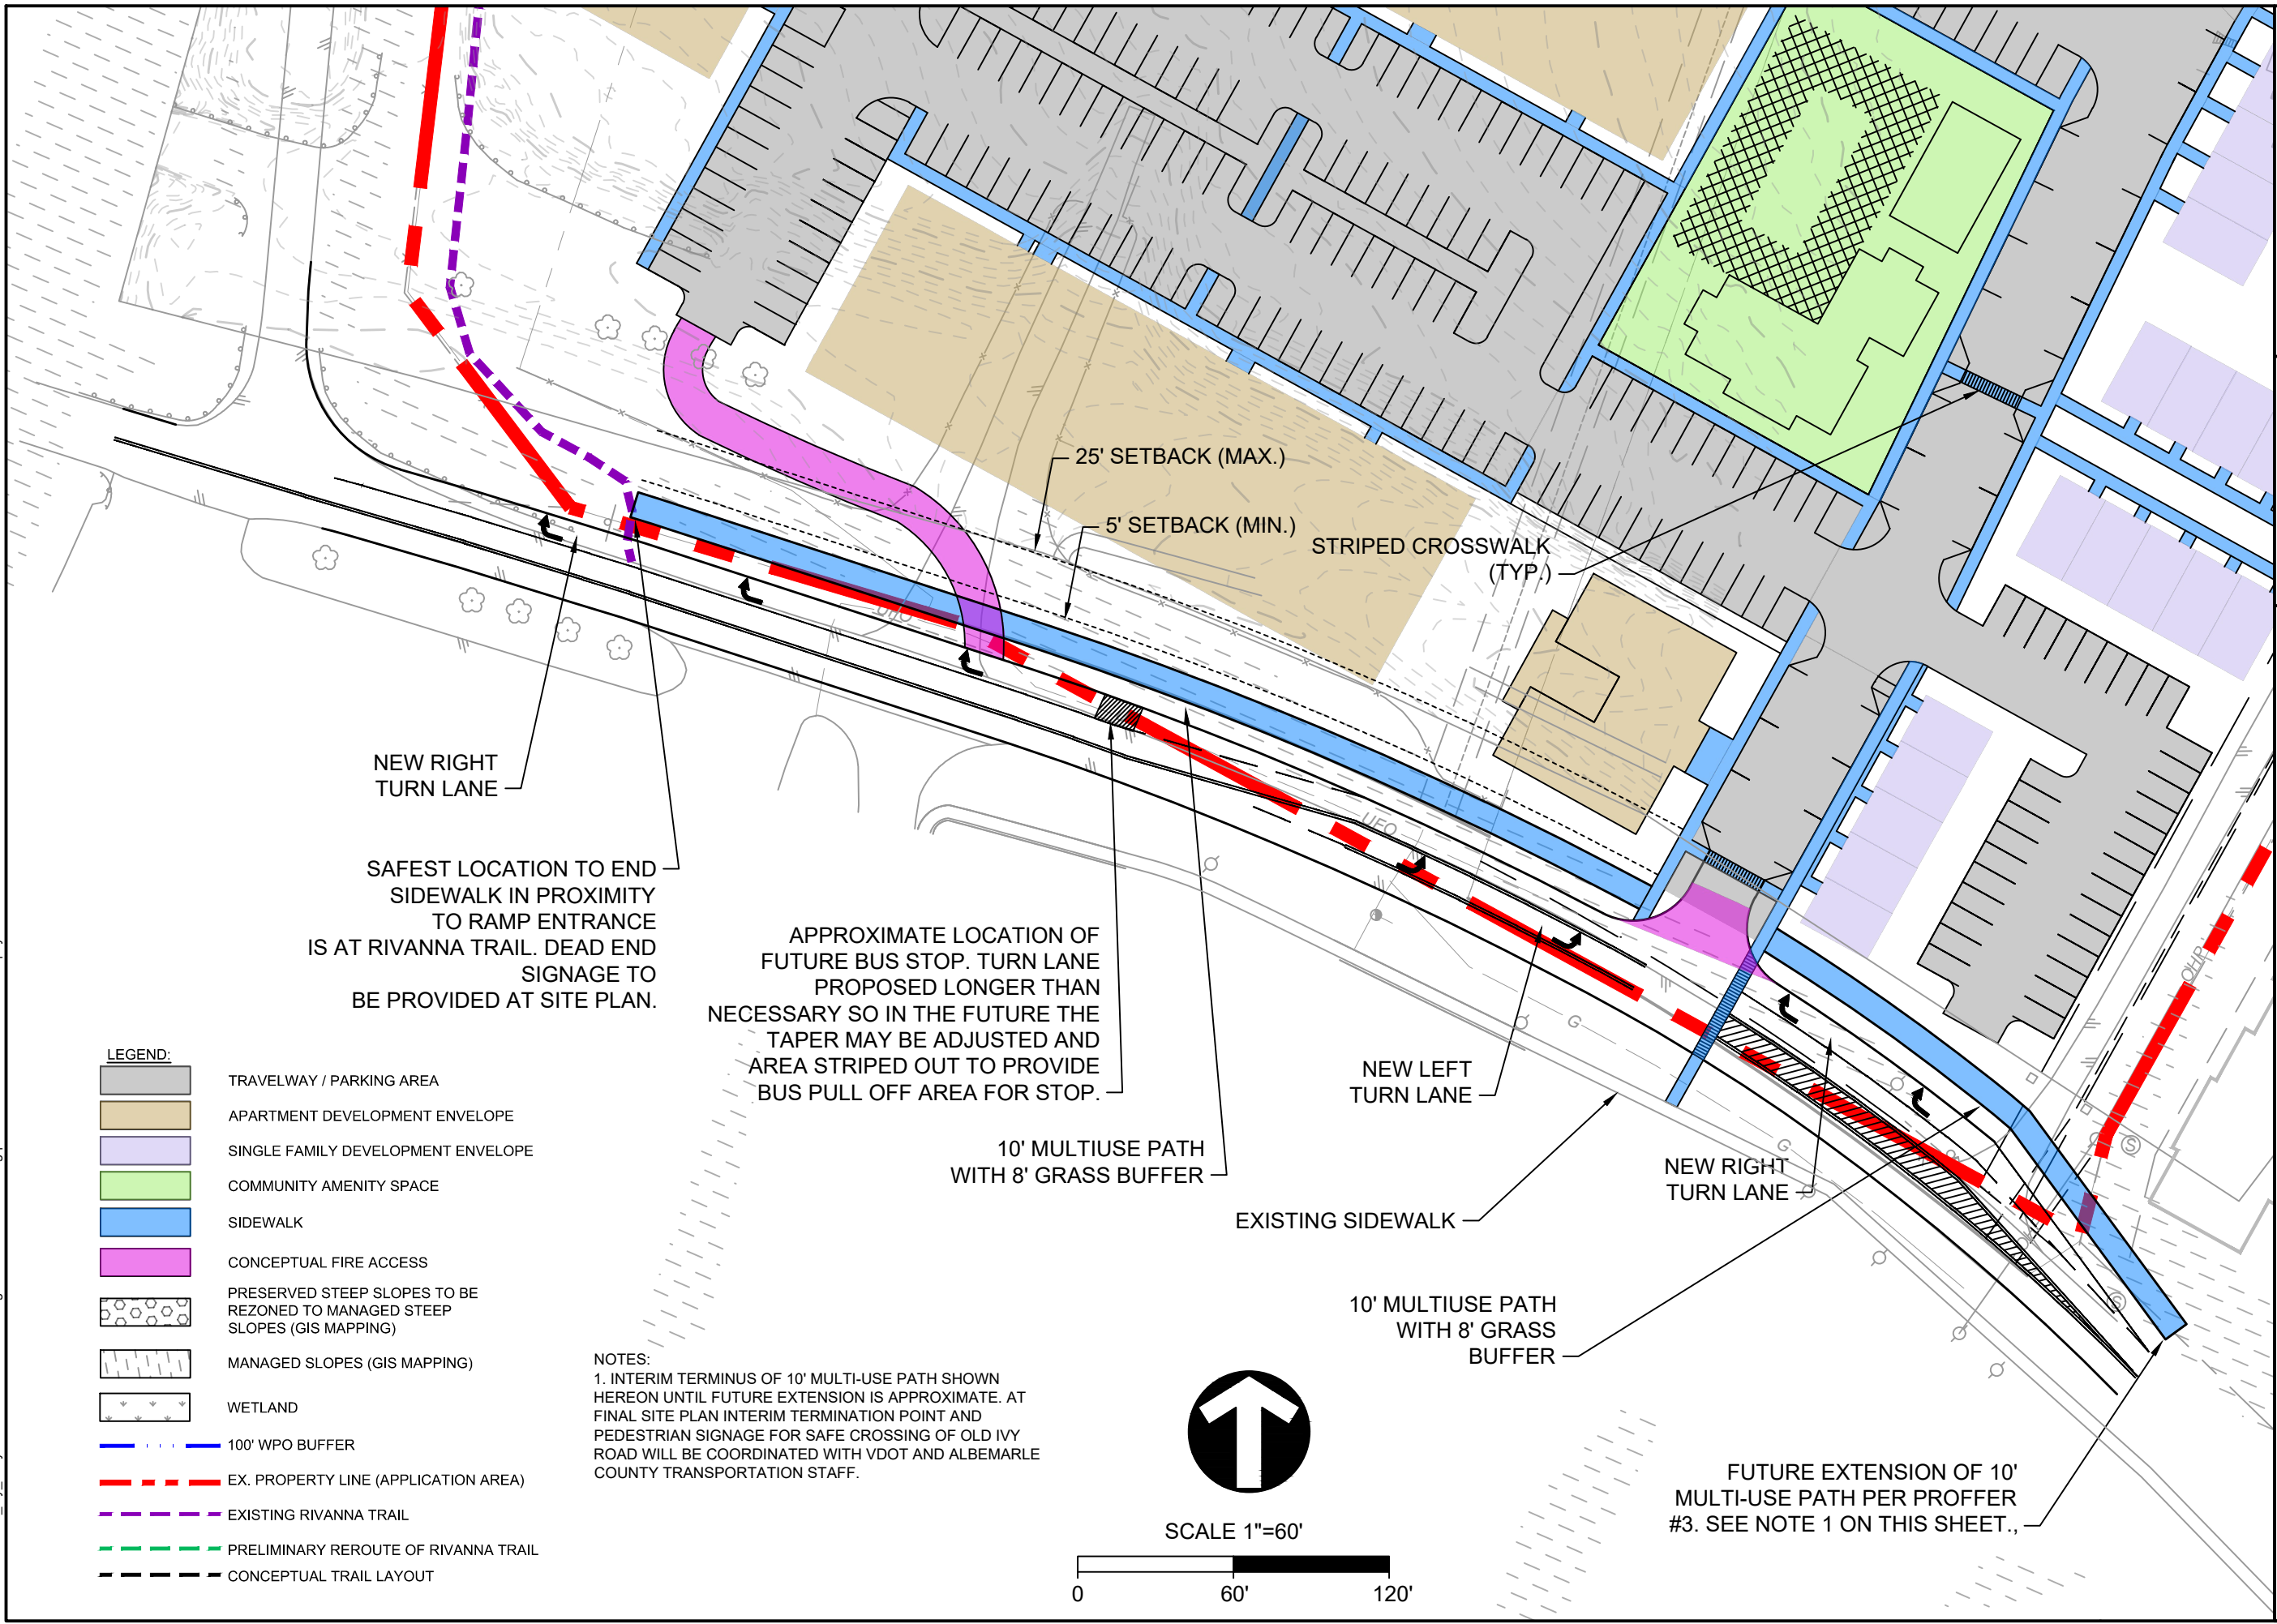 25' SETBACK (MAX.)
5' SETBACK (MIN.)
STRIPED CROSSWALK
(TYP.)
UFO
UFO
OHP
G
G
S
S
NEW RIGHT
TURN LANE
SAFEST LOCATION TO END
SIDEWALK IN PROXIMITY
TO RAMP ENTRANCE
IS AT RIVANNA TRAIL. DEAD END
SIGNAGE TO
BE PROVIDED AT SITE PLAN.
APPROXIMATE LOCATION OF
FUTURE BUS STOP. TURN LANE
PROPOSED LONGER THAN
NECESSARY SO IN THE FUTURE THE
TAPER MAY BE ADJUSTED AND
AREA STRIPED OUT TO PROVIDE
BUS PULL OFF AREA FOR STOP.
10' MULTIUSE PATH
WITH 8' GRASS BUFFER
NEW LEFT
TURN LANE
EXISTING SIDEWALK
NEW RIGHT
TURN LANE
10' MULTIUSE PATH
WITH 8' GRASS
BUFFER
FUTURE EXTENSION OF 10'
MULTI-USE PATH PER PROFFER
#3. SEE NOTE 1 ON THIS SHEET.,
LEGEND:
TRAVELWAY / PARKING AREA
APARTMENT DEVELOPMENT ENVELOPE
SINGLE FAMILY DEVELOPMENT ENVELOPE
COMMUNITY AMENITY SPACE
SIDEWALK
CONCEPTUAL FIRE ACCESS
PRESERVED STEEP SLOPES TO BE
REZONED TO MANAGED STEEP
SLOPES (GIS MAPPING)
MANAGED SLOPES (GIS MAPPING)
WETLAND
100' WPO BUFFER
EX. PROPERTY LINE (APPLICATION AREA)
EXISTING RIVANNA TRAIL
PRELIMINARY REROUTE OF RIVANNA TRAIL
CONCEPTUAL TRAIL LAYOUT
NOTES:
1. INTERIM TERMINUS OF 10' MULTI-USE PATH SHOWN
HEREON UNTIL FUTURE EXTENSION IS APPROXIMATE. AT
FINAL SITE PLAN INTERIM TERMINATION POINT AND
PEDESTRIAN SIGNAGE FOR SAFE CROSSING OF OLD IVY
ROAD WILL BE COORDINATED WITH VDOT AND ALBEMARLE
COUNTY TRANSPORTATION STAFF.
SCALE 1"=60'
0 60' 120'